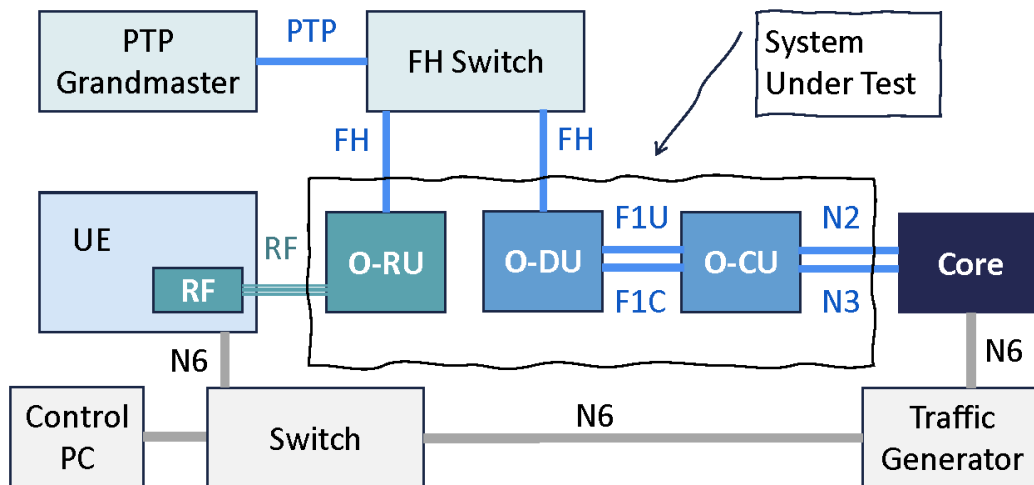 PTP
Grandmaster
PTP
FH Switch
System
Under Test
FH
FH
UE
RF
RF
O-RU
O-DU
F1U
F1C
O-CU
N2
N3
Core
N6
N6
Control
PC
Switch
N6
Traffic
Generator